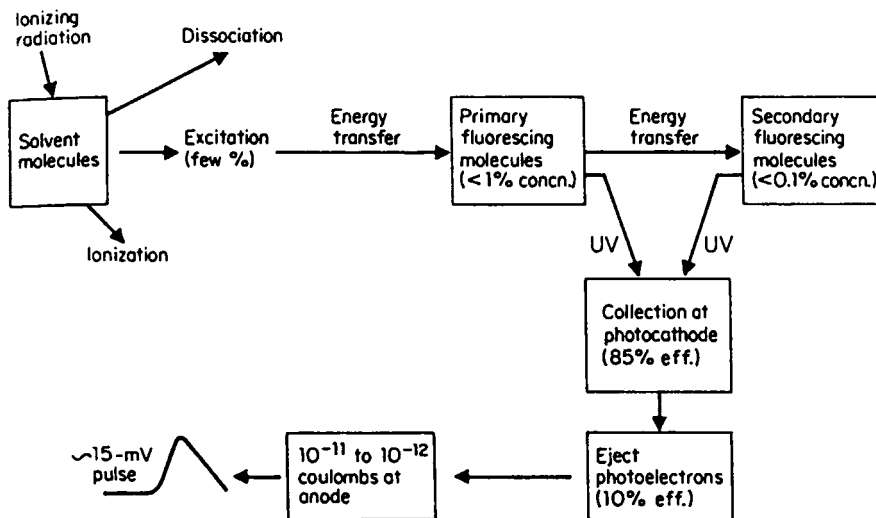 Ionizing
radiation
Dissociation
Solvent
molecules
Excitation
(few %)
Energy
transfer
Primary
fluorescing
molecules
(<1% concn.)
Energy
transfer
Secondary
fluorescing
molecules
(<0.1% concn.)
Ionization
UV
UV
Collection at
photocathode
(85% eff.)
Eject
photoelectrons
(10% eff.)
10⁻¹¹ to 10⁻¹²
coulombs at
anode
~15-mV
pulse